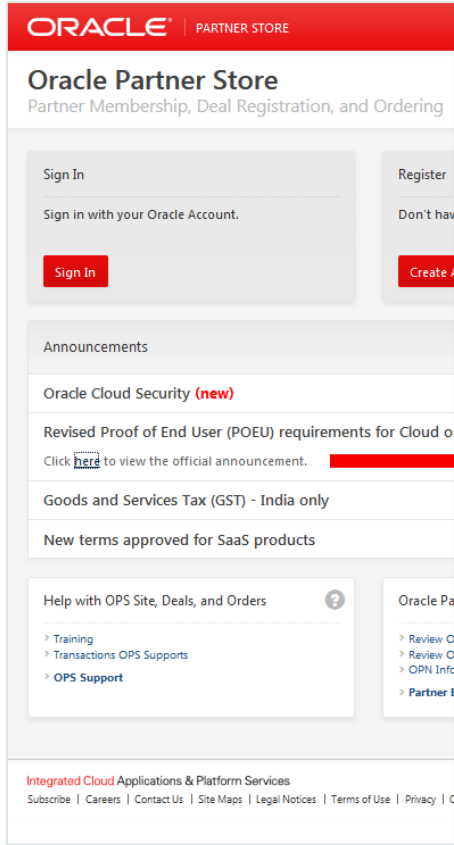 ORACLE® | PARTNER STORE
Oracle Partner Store
Partner Membership, Deal Registration, and Ordering
Sign In
Sign in with your Oracle Account.
Sign In
Register
Don't
Create
Announcements
Oracle Cloud Security (new)
Revised Proof of End User (POEU) requirements for Cloud
Click here to view the official announcement.
Goods and Services Tax (GST) - India only
New terms approved for SaaS products
Help with OPS Site, Deals, and Orders
> Training
> Transactions OPS Supports
> OPS Support
Oracle
> Review
> Review
> OPN
> Partner
Integrated Cloud Applications & Platform Services
Subscribe | Careers | Contact Us | Site Maps | Legal Notices | Terms of Use | Privacy |